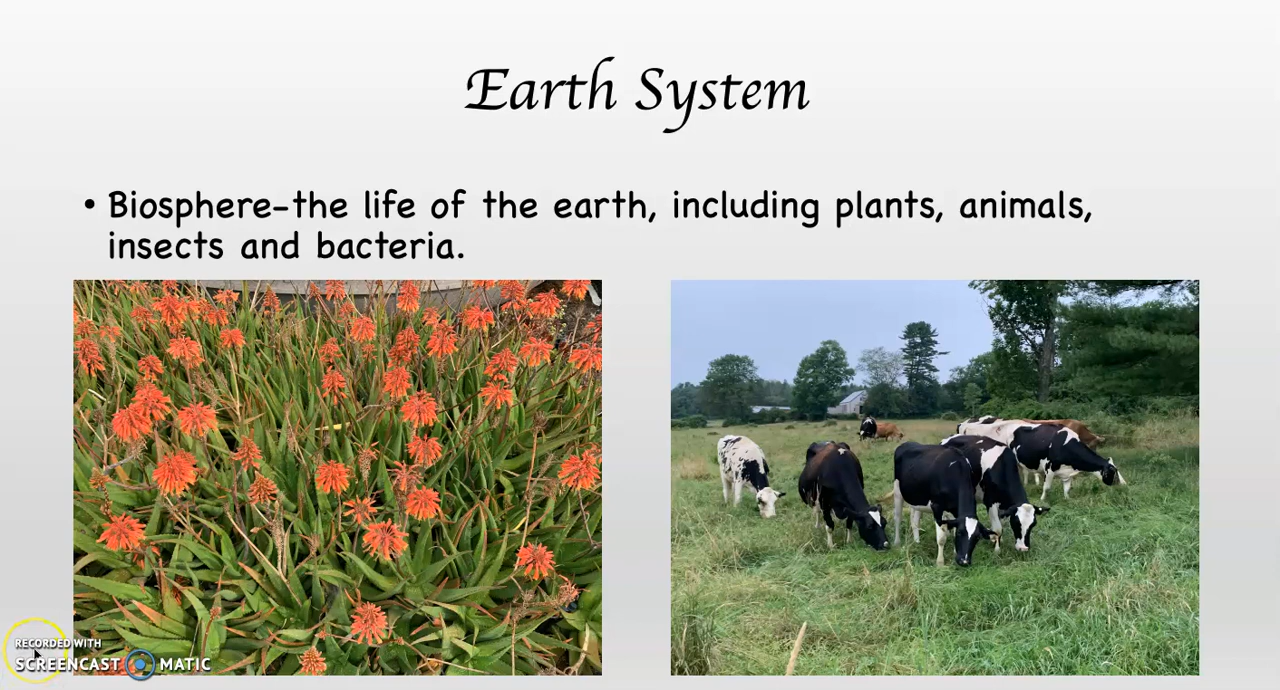 Earth System
• Biosphere-the life of the earth, including plants, animals,
insects and bacteria.
RECORDED WITH
SCREENCAST MATIC